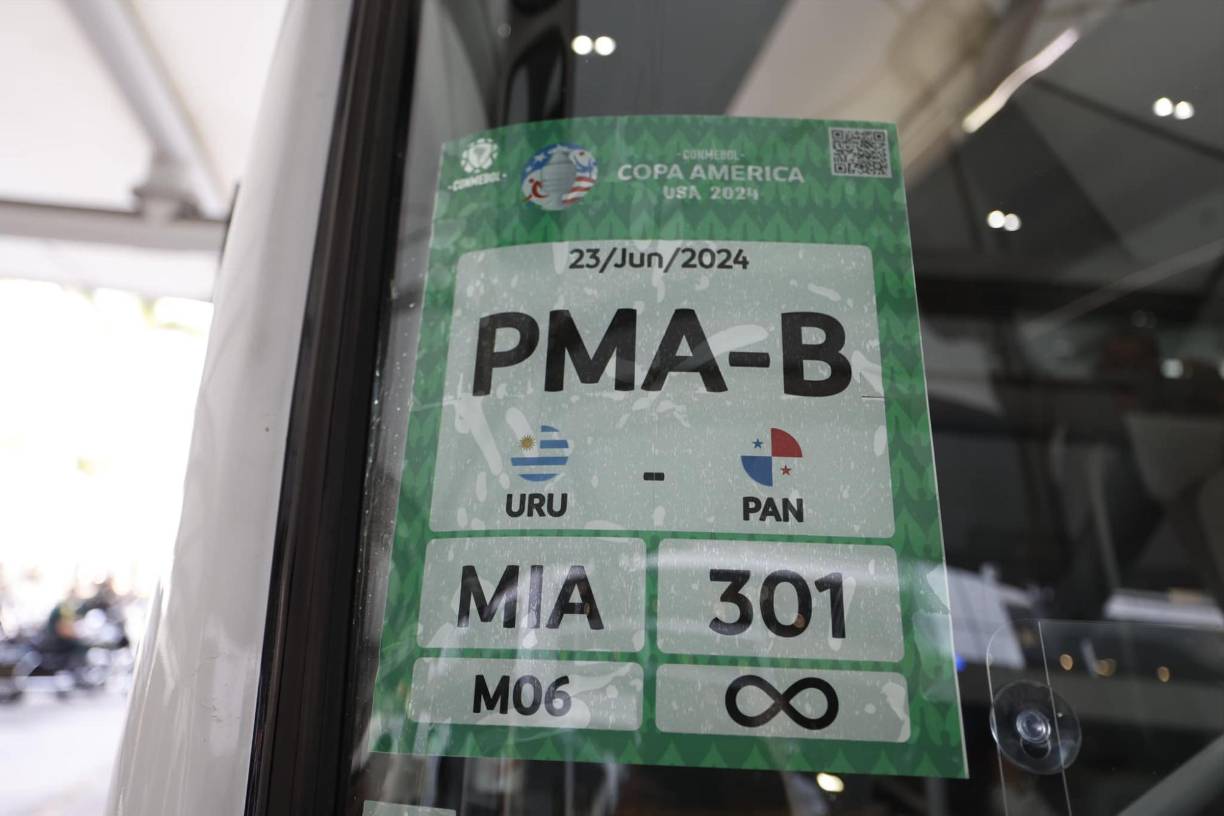 -CONMEBOL-
-CONMEBOL-
COPA AMERICA
USA 2024
23/Jun/2024
PMA-B
URU - PAN
MIA 301
M06 ∞